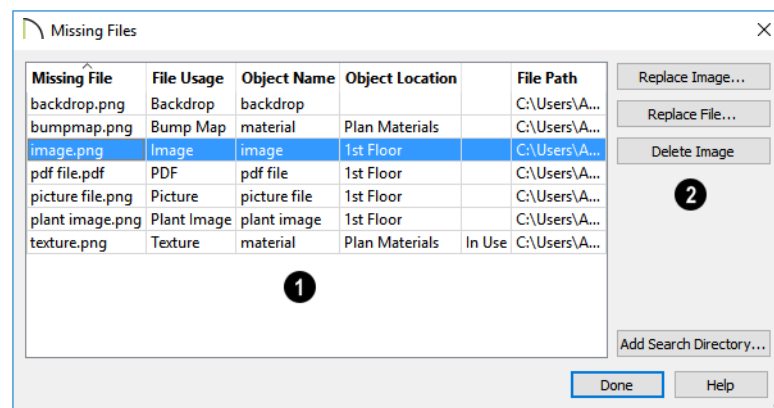 Missing Files
Missing File File Usage Object Name Object Location File Path
backdrop.png Backdrop backdrop C:\Users\A...
bumpmap.png Bump Map material Plan Materials C:\Users\A...
image.png Image image 1st Floor C:\Users\A...
pdf file.pdf PDF pdf file 1st Floor C:\Users\A...
picture file.png Picture picture file 1st Floor C:\Users\A...
plant image.png Plant Image plant image 1st Floor C:\Users\A...
texture.png Texture material Plan Materials In Use C:\Users\A...
1
Replace Image...
Replace File...
Delete Image
2
Add Search Directory...
Done Help